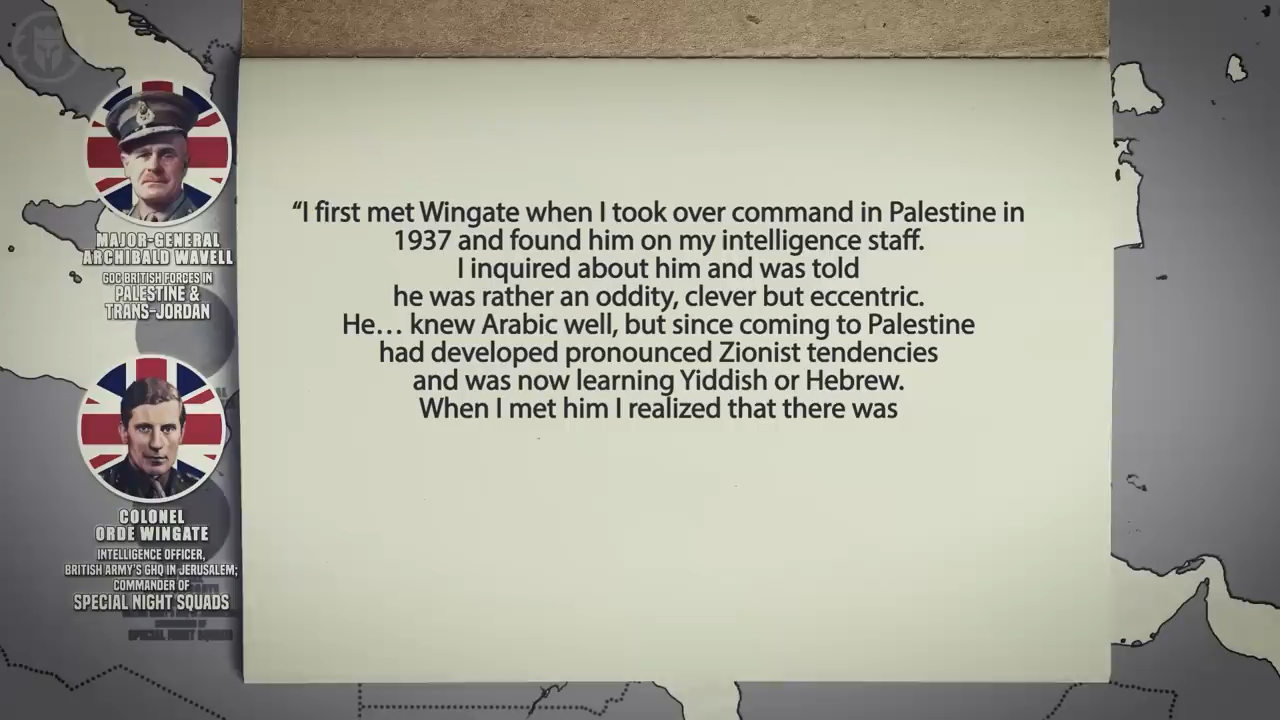 MAJOR-GENERAL
ARCHIBALD WAVELL
GOC BRITISH FORCES IN
PALESTINE &
TRANS-JORDAN
COLONEL
ORDE WINGATE
INTELLIGENCE OFFICER,
BRITISH ARMY'S GHQ IN JERUSALEM;
COMMANDER OF
SPECIAL NIGHT SQUADS
“I first met Wingate when I took over command in Palestine in
1937 and found him on my intelligence staff.
I inquired about him and was told
he was rather an oddity, clever but eccentric.
He… knew Arabic well, but since coming to Palestine
had developed pronounced Zionist tendencies
and was now learning Yiddish or Hebrew.
When I met him I realized that there was